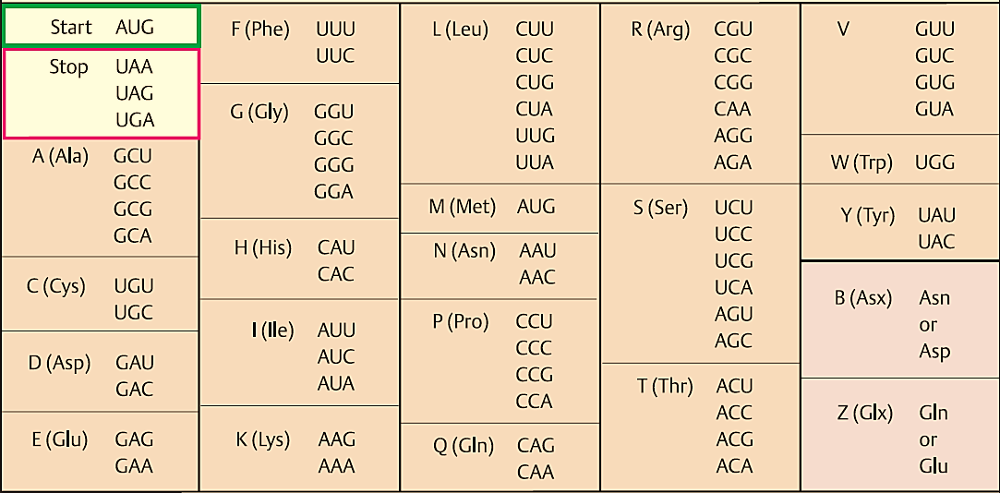 Start AUG
Stop UAA
UAG
UGA
A (Ala) GCU
GCC
GCG
GCA
C (Cys) UGU
UGC
D (Asp) GAU
GAC
E (Glu) GAG
GAA
F (Phe) UUU
UUC
G (Gly) GGU
GGC
GGG
GGA
H (His) CAU
CAC
I (Ile) AUU
AUC
AUA
K (Lys) AAG
AAA
L (Leu) CUU
CUC
CUG
CUA
UUG
UUA
M (Met) AUG
N (Asn) AAU
AAC
P (Pro) CCU
CCC
CCG
CCA
Q (Gln) CAG
CAA
R (Arg) CGU
CGC
CGG
CAA
AGG
AGA
S (Ser) UCU
UCC
UCG
UCA
AGU
AGC
T (Thr) ACU
ACC
ACG
ACA
V GUU
GUC
GUG
GUA
W (Trp) UGG
Y (Tyr) UAU
UAC
B (Asx) Asn
or
Asp
Z (Glx) Gln
or
Glu